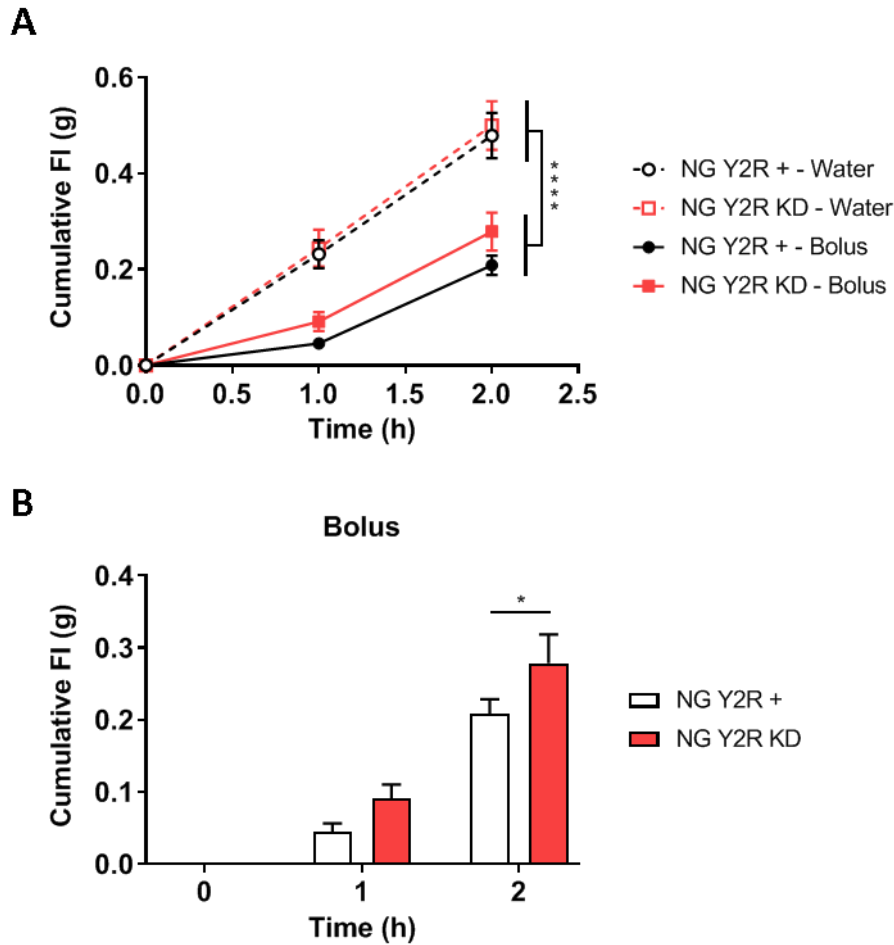 A
Cumulative FI (g)
0.6
0.4
0.2
0.0
0.0 0.5 1.0 1.5 2.0 2.5
Time (h)
****
NG Y2R + - Water
NG Y2R KD - Water
NG Y2R + - Bolus
NG Y2R KD - Bolus
B
Bolus
Cumulative FI (g)
0.4
0.3
0.2
0.1
0.0
0 1 2
Time (h)
*
NG Y2R +
NG Y2R KD